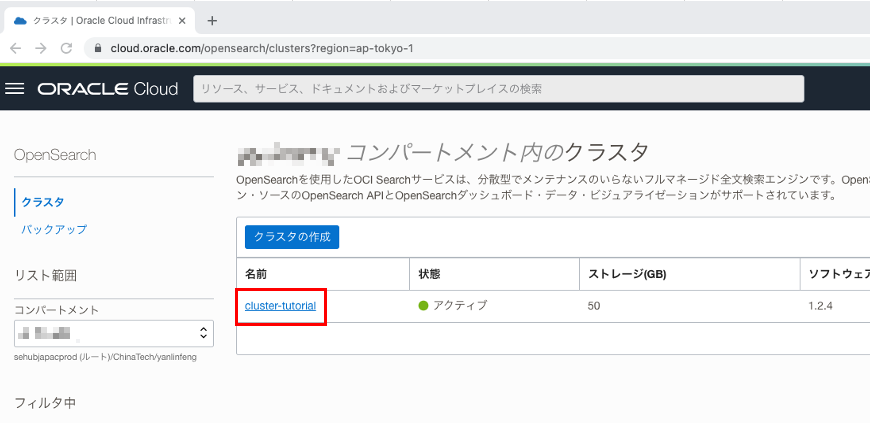 クラスタ | Oracle Cloud Infrastr
cloud.oracle.com/opensearch/clusters?region=ap-tokyo-1
ORACLE Cloud
リソース、サービス、ドキュメントおよびマーケットプレイスの検索
OpenSearch
クラスタ
バックアップ
リスト範囲
コンパートメント
sehubjapacprod (ルート)/ChinaTech/yanlinfeng
フィルタ中
コンパートメント内のクラスタ
OpenSearchを使用したOCI Searchサービスは、分散型でメンテナンスのいらないフルマネージド全文検索エンジンです。OpenS
ン・ソースのOpenSearch APIとOpenSearchダッシュボード・データ・ビジュアライゼーションがサポートされています。
クラスタの作成
名前 状態 ストレージ(GB) ソフトウェア
cluster-tutorial アクティブ 50 1.2.4